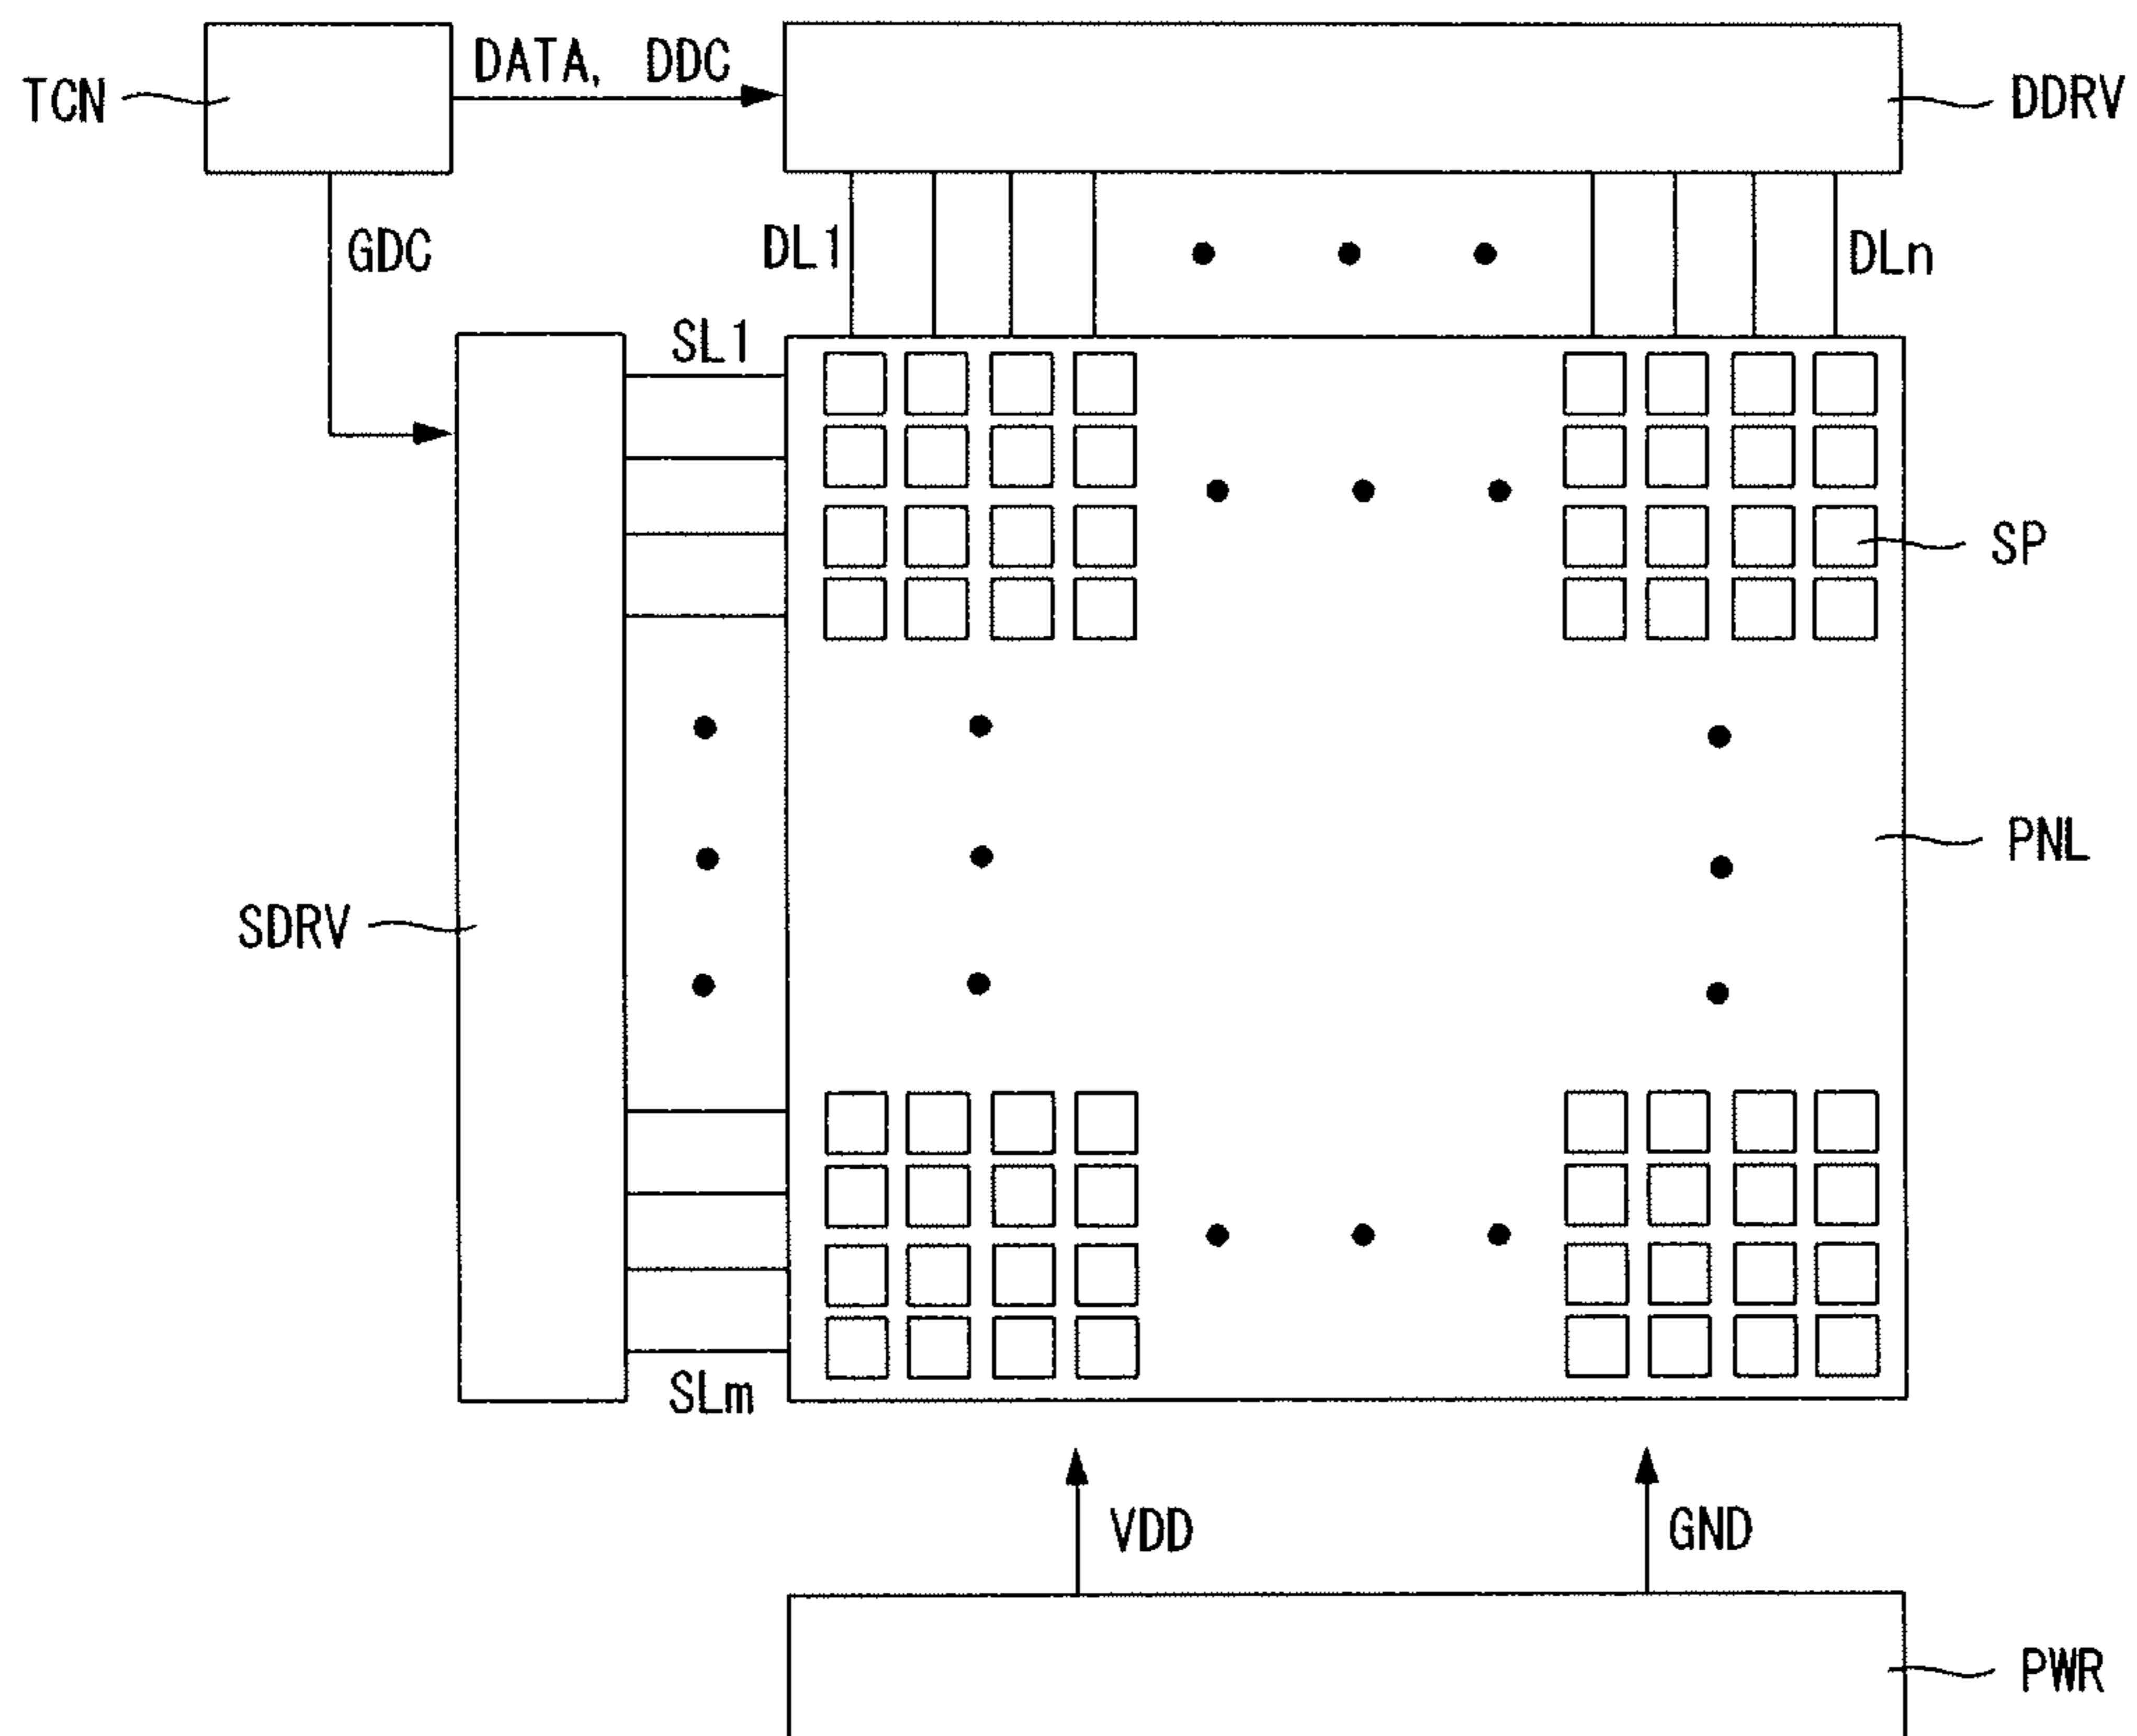 TCN
DATA, DDC
DDRV
GDC
DL1
DLn
SL1
SP
PNL
SDRV
SLm
VDD
GND
PWR